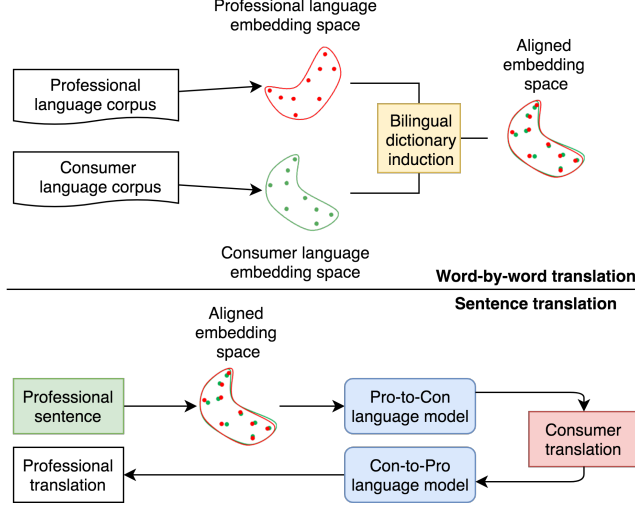 Professional language
embedding space
Professional
language corpus
Consumer
language corpus
Bilingual
dictionary
induction
Aligned
embedding
space
Consumer language
embedding space
Word-by-word translation
Sentence translation
Aligned
embedding
space
Professional
sentence
Pro-to-Con
language model
Consumer
translation
Professional
translation
Con-to-Pro
language model